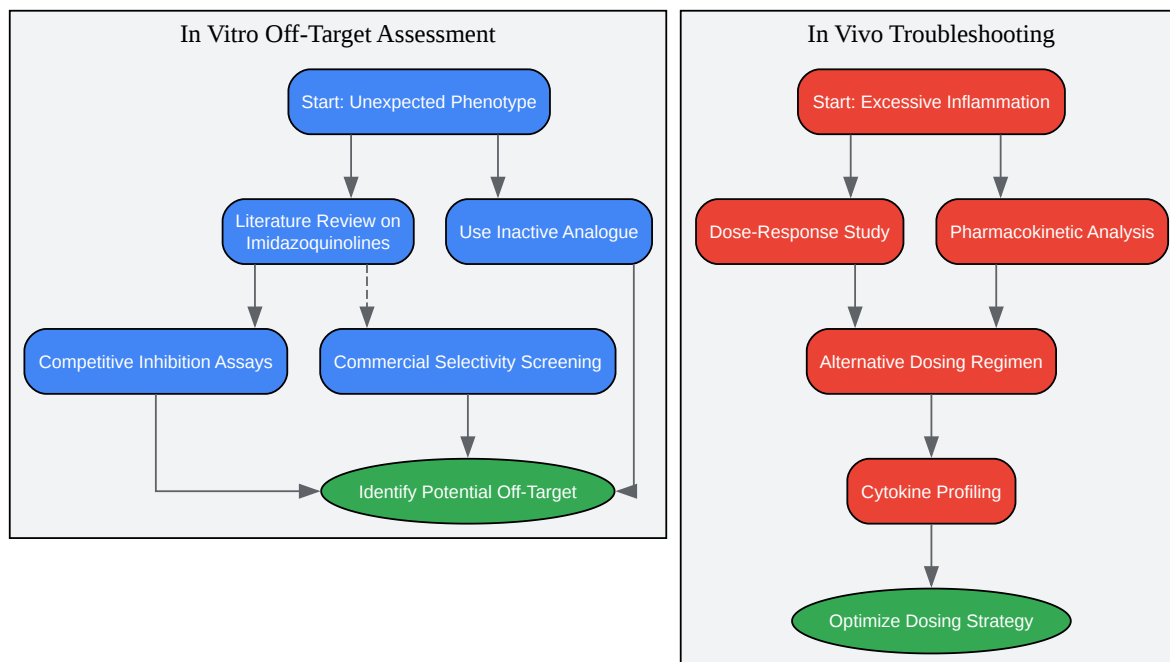 In Vitro Off-Target Assessment
Start: Unexpected Phenotype
Literature Review on
Imidazoquinolines
Use Inactive Analogue
Competitive Inhibition Assays
Commercial Selectivity Screening
Identify Potential Off-Target
In Vivo Troubleshooting
Start: Excessive Inflammation
Dose-Response Study
Pharmacokinetic Analysis
Alternative Dosing Regimen
Cytokine Profiling
Optimize Dosing Strategy